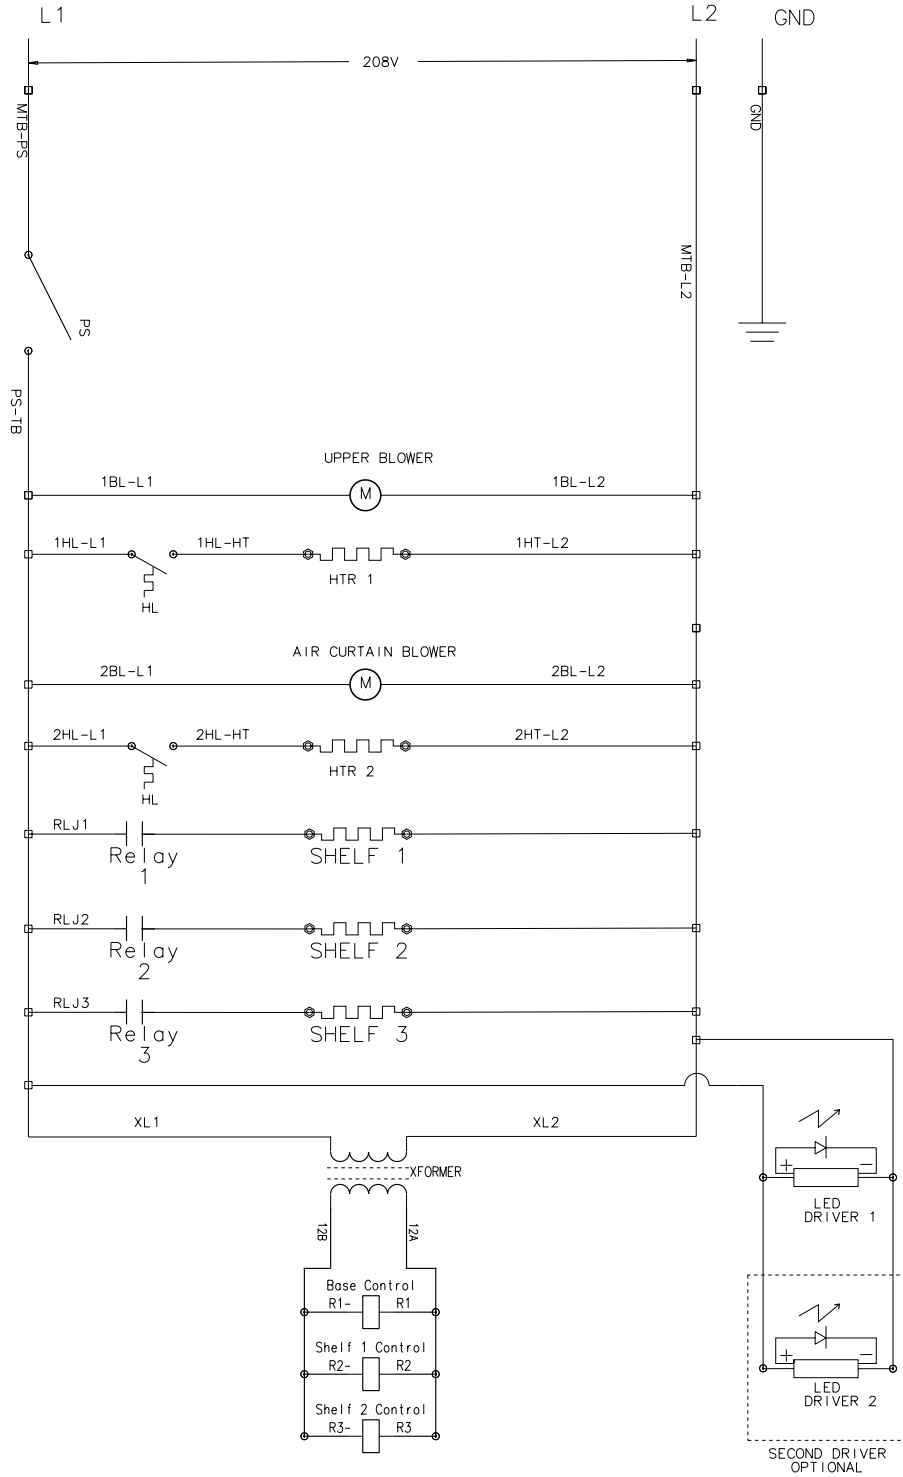 L1
L2
GND
208V
MTB-PS
GND
MTB-L2
PS
PS-TB
UPPER BLOWER
1BL-L1
M
1BL-L2
1HL-L1
1HL-HT
1HT-L2
HTR 1
HL
AIR CURTAIN BLOWER
2BL-L1
M
2BL-L2
2HL-L1
2HL-HT
2HT-L2
HTR 2
HL
RLJ1
Relay
1
SHELF 1
RLJ2
Relay
2
SHELF 2
RLJ3
Relay
3
SHELF 3
XL1
XL2
XFORMER
+
−
LED
DRIVER 1
12B
12A
Base Control
R1-
R1
Shelf 1 Control
R2-
R2
Shelf 2 Control
R3-
R3
+
−
LED
DRIVER 2
SECOND DRIVER
OPTIONAL